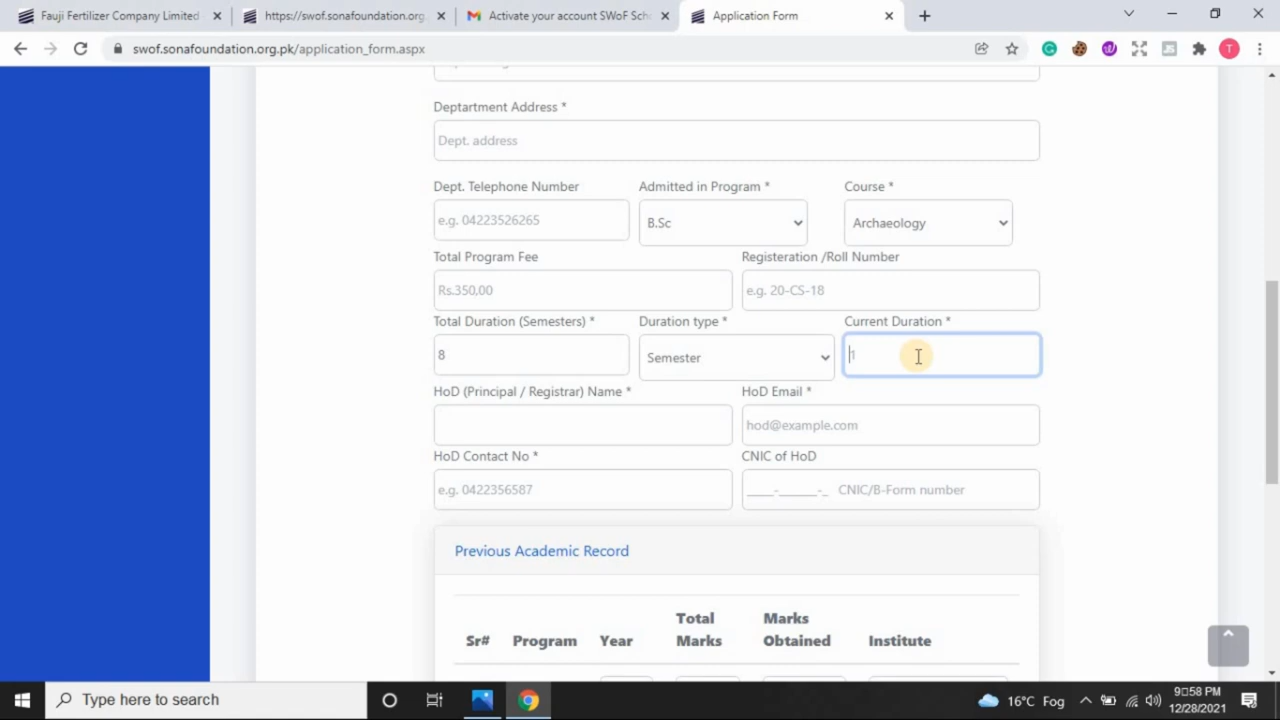 Fauji Fertilizer Company Limited
https://swof.sonafoundation.org.
Activate your account SWoF Sch
Application Form
swof.sonafoundation.org.pk/application_form.aspx
T
Deptartment Address *
Dept. address
Dept. Telephone Number Admitted in Program * Course *
e.g. 04223526265 B.Sc Archaeology
Total Program Fee Registeration /Roll Number
Rs.350,00 e.g. 20-CS-18
Total Duration (Semesters) * Duration type * Current Duration *
8 Semester 1
HoD (Principal / Registrar) Name * HoD Email *
hod@example.com
HoD Contact No * CNIC of HoD
e.g. 0422356587 ____-______-_ CNIC/B-Form number
Previous Academic Record
Sr# Program Year Total Marks Marks Obtained Institute
Type here to search
16°C Fog
9:58 PM
12/28/2021